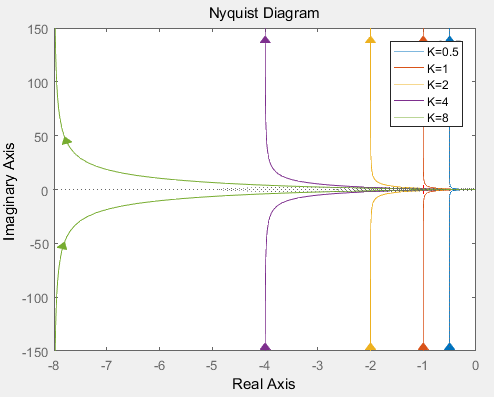 Nyquist Diagram
150
100
50
0
-50
-100
-150
Imaginary Axis
K=0.5
K=1
K=2
K=4
K=8
-8 -7 -6 -5 -4 -3 -2 -1 0
Real Axis